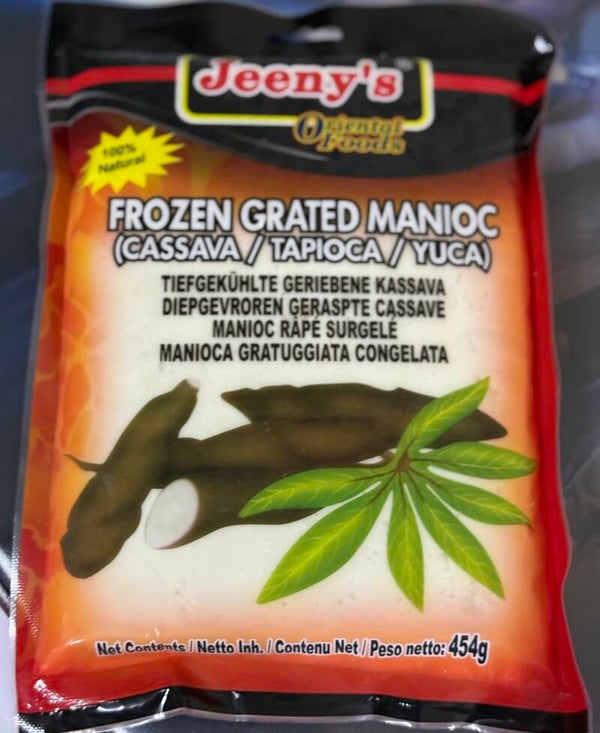 Jeeny's
Oriental
Foods
100%
Natural
FROZEN GRATED MANIOC
(CASSAVA / TAPIOCA / YUCA)
TIEFGEKÜHLTE GERIEBENE KASSAVA
DIEPGEVROREN GERASPTE CASSAVE
MANIOC RÂPÉ SURGELÉ
MANIOCA GRATUGGIATA CONGELATA
Net Contents / Netto Inh. / Contenu Net / Peso netto: 454g